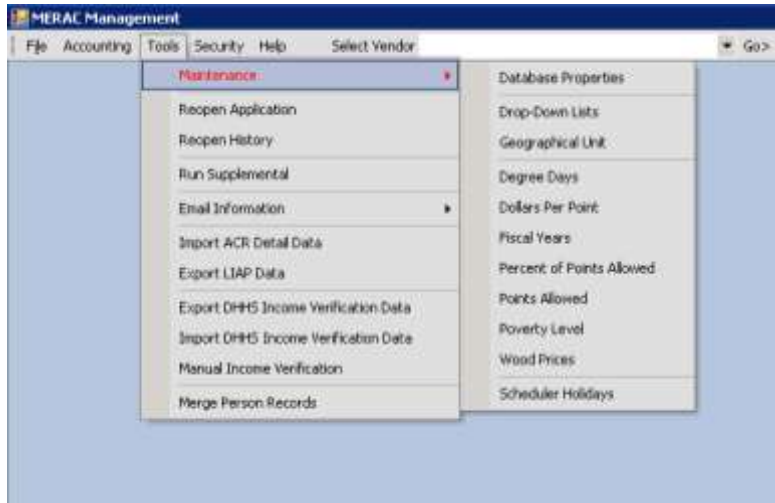 MERAC Management
File Accounting Tools Security Help Select Vendor Go>
Maintenance
Reopen Application
Reopen History
Run Supplemental
Email Information
Import ACR Detail Data
Export LIAP Data
Export DHHS Income Verification Data
Import DHHS Income Verification Data
Manual Income Verification
Merge Person Records
Database Properties
Drop-Down Lists
Geographical Unit
Degree Days
Dollars Per Point
Fiscal Years
Percent of Points Allowed
Points Allowed
Poverty Level
Wood Prices
Scheduler Holidays